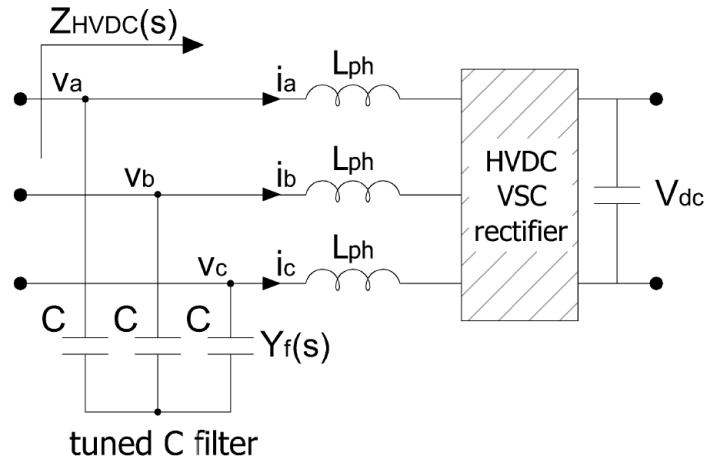 ZHVDC(s)
va
ia
Lph
vb
ib
Lph
vc
ic
Lph
HVDC
VSC
rectifier
Vdc
C
C
C
Yf(s)
tuned C filter